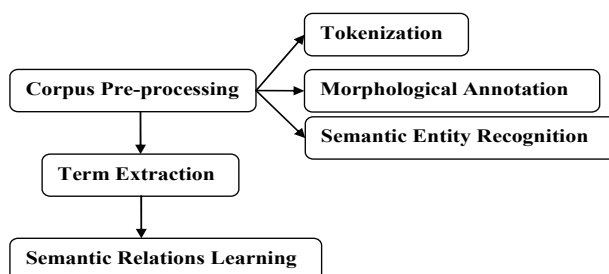 Tokenization
Corpus Pre-processing
Morphological Annotation
Semantic Entity Recognition
Term Extraction
Semantic Relations Learning